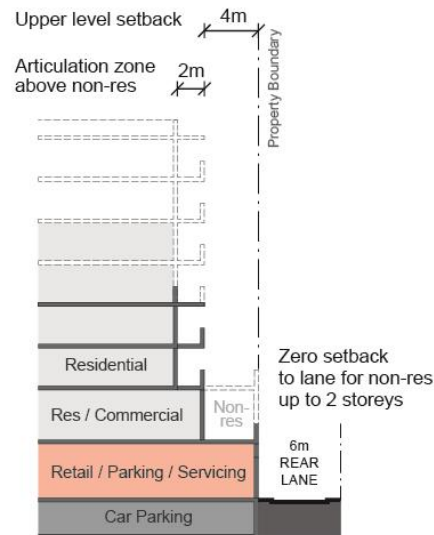 Upper level setback
4m
Articulation zone
above non-res
2m
Property Boundary
Residential
Res / Commercial
Non-
res
Retail / Parking / Servicing
Car Parking
Zero setback
to lane for non-res
up to 2 storeys
6m
REAR
LANE